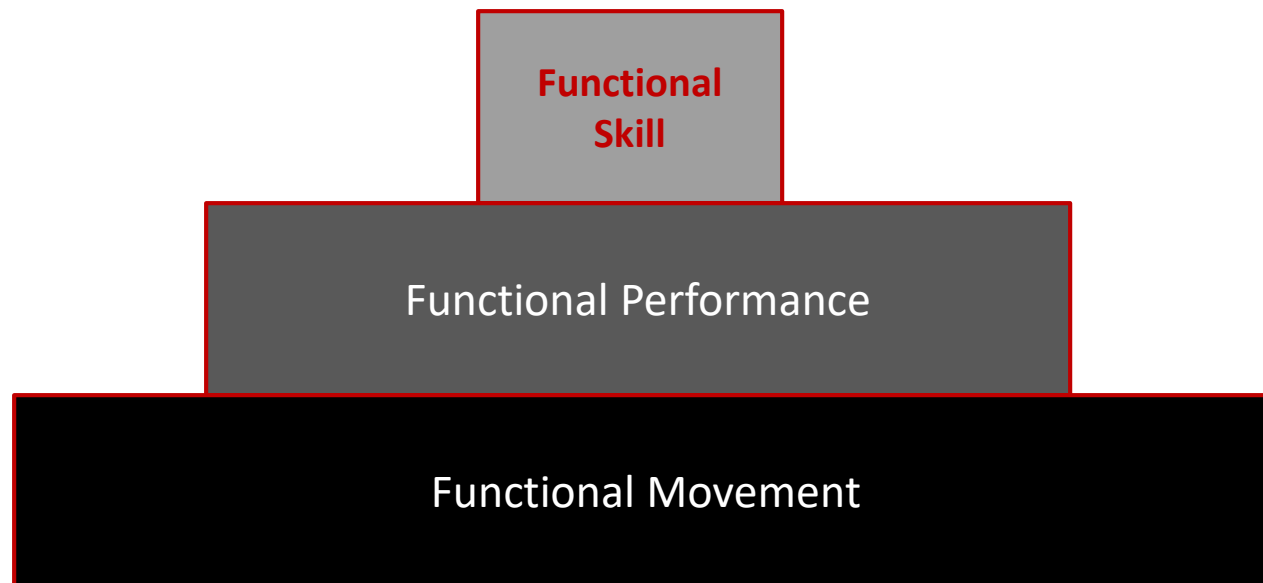 Functional
Skill
Functional Performance
Functional Movement